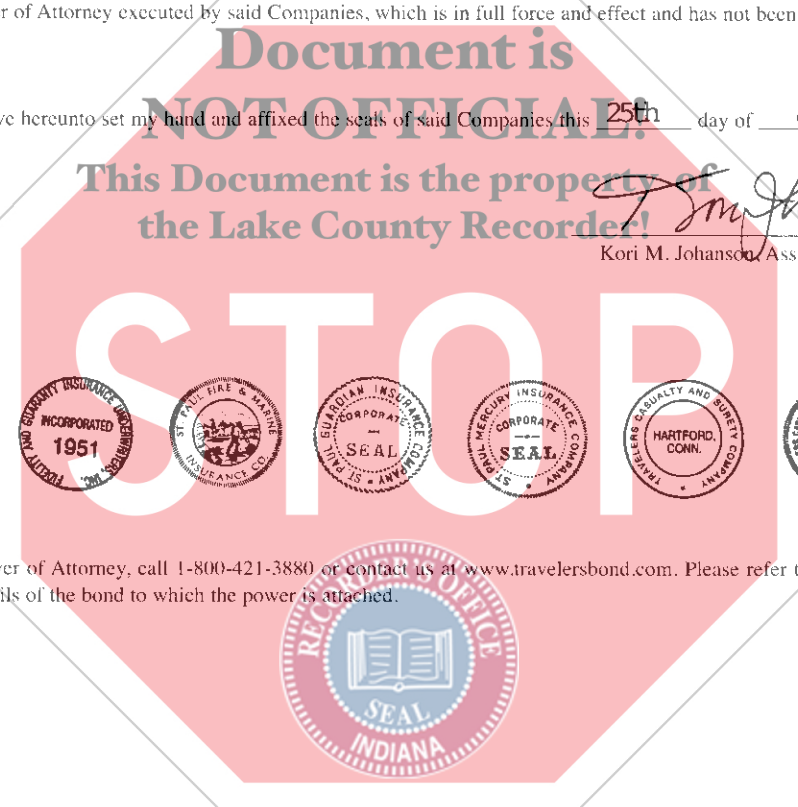 r of Attorney executed by said Companies, which is in full force and effect and has not been
Document is
NOT OFFICIAL!
ve hereunto set my hand and affixed the seals of said Companies this 25th day of
This Document is the property of
the Lake County Recorder!
Kori M. Johanson, Ass
STOP
FIDELITY AND GUARANTY INSURANCE UNDERWRITERS, INC.
INCORPORATED
1951
ST PAUL FIRE & MARINE
INSURANCE CO.
ST PAUL GUARDIAN INSURANCE COMPANY
CORPORATE
SEAL
ST PAUL MERCURY INSURANCE COMPANY
CORPORATE
SEAL
TRAVELERS CASUALTY AND SURETY COMPANY
HARTFORD,
CONN.
er of Attorney, call 1-800-421-3880 or contact us at www.travelersbond.com. Please refer t
ils of the bond to which the power is attached.
RECORDER'S OFFICE
SEAL
INDIANA